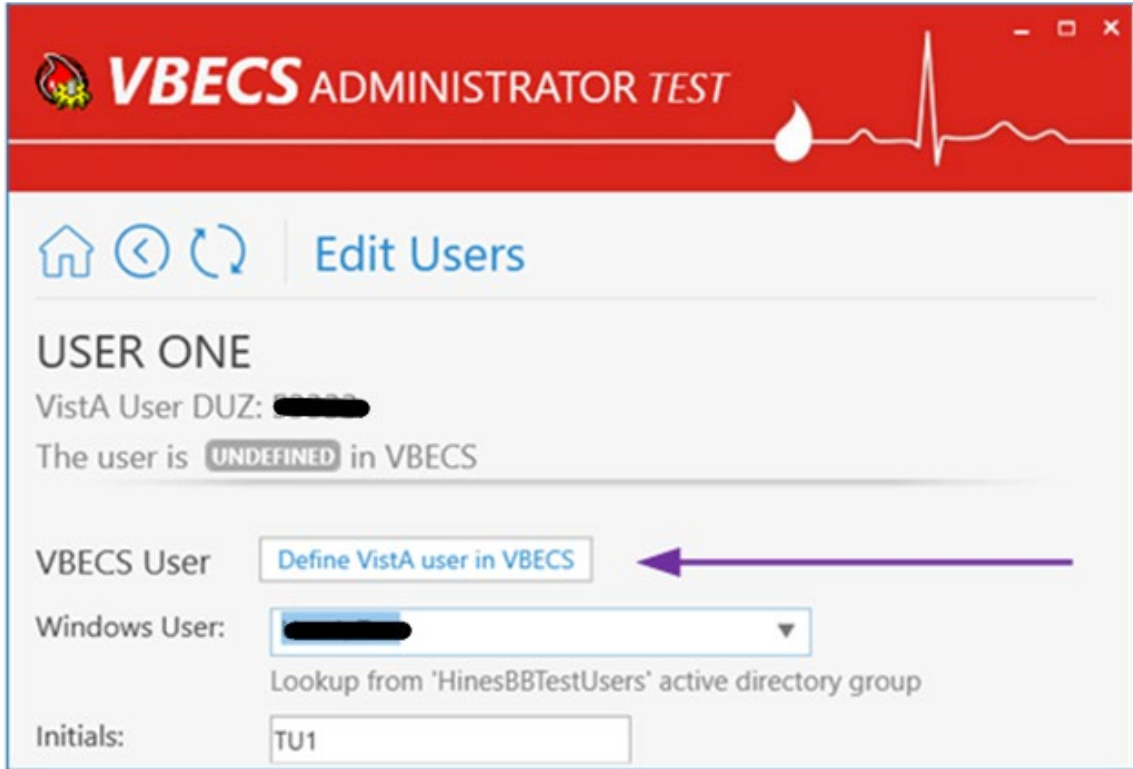 VBECS ADMINISTRATOR TEST
Edit Users
USER ONE
VistA User DUZ:
The user is UNDEFINED in VBECS
VBECS User Define VistA user in VBECS
Windows User:
Lookup from 'HinesBBTestUsers' active directory group
Initials: TU1